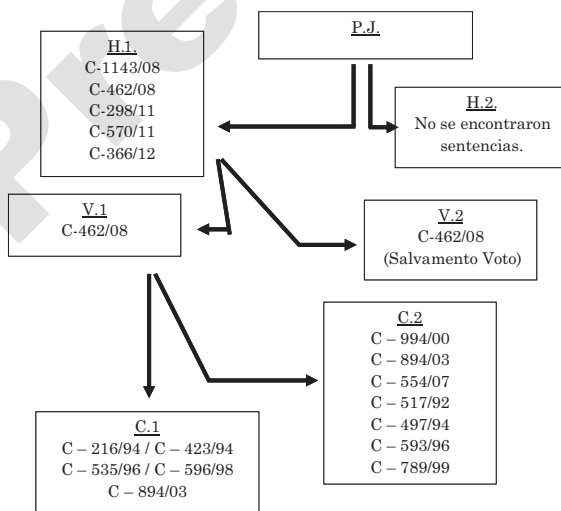 P.J.
H.1.
C-1143/08
C-462/08
C-298/11
C-570/11
C-366/12
H.2.
No se encontraron
sentencias.
V.1
C-462/08
V.2
C-462/08
(Salvamento Voto)
C.2
C – 994/00
C – 894/03
C – 554/07
C – 517/92
C – 497/94
C – 593/96
C – 789/99
C.1
C – 216/94 / C – 423/94
C – 535/96 / C – 596/98
C – 894/03
Pre